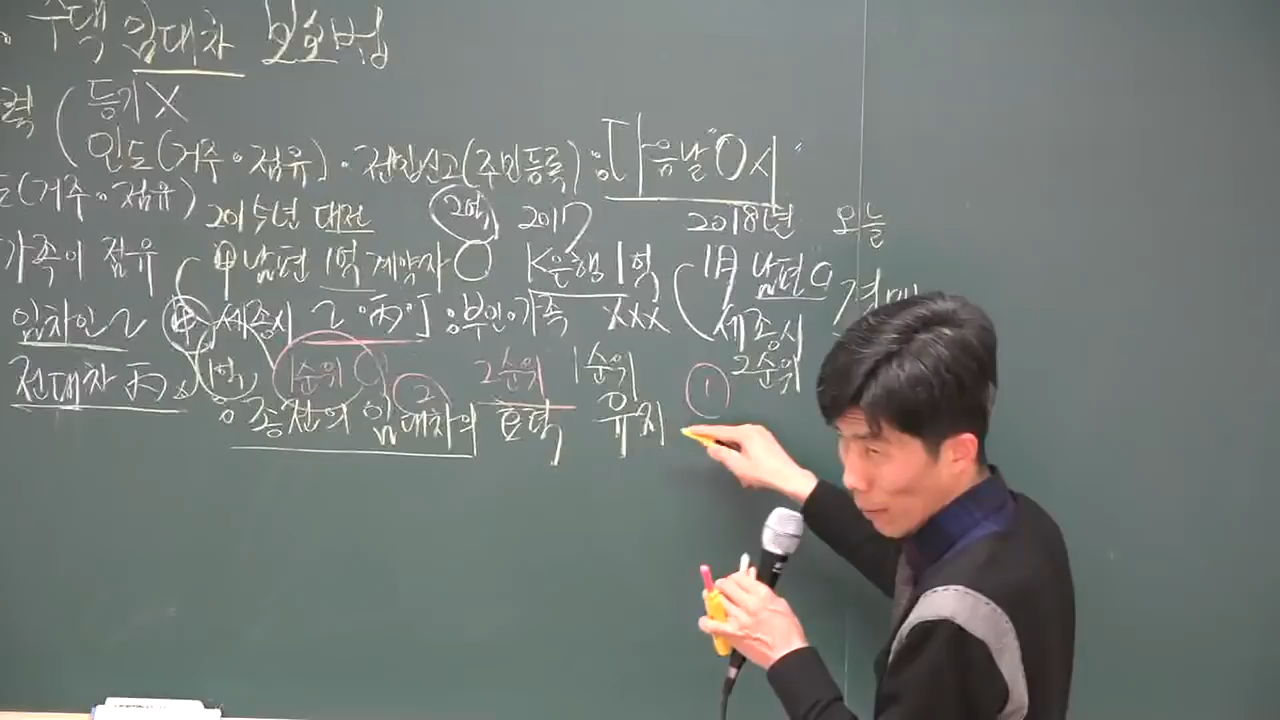 주택 임대차 보호법
력 ( 등기 X
인도(거주·점유)·전입신고(주민등록) : 다음날 "0시"
도(거주·점유) 2015년 대전 2억 2017 2018년 오늘
가족이 점유 甲 남편 1억 계약자 O K은행 1억 1月 남편
임차인 乙 세종시 乙·丙 부인·가족 XXX 세종시
전대차 丙 1억 1순위 2 2순위 1순위 ① 2순위
종전의 임대차의 효력 유지